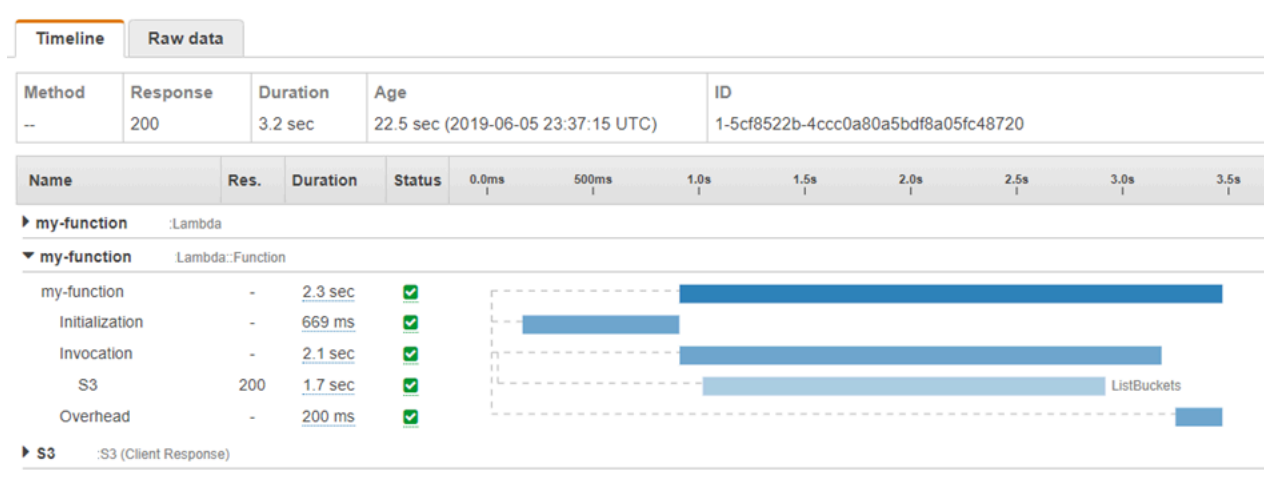 Timeline Raw data
Method Response Duration Age ID
-- 200 3.2 sec 22.5 sec (2019-06-05 23:37:15 UTC) 1-5cf8522b-4ccc0a80a5bdf8a05fc48720
Name Res. Duration Status 0.0ms 500ms 1.0s 1.5s 2.0s 2.5s 3.0s 3.5s
my-function :Lambda
my-function :Lambda::Function
my-function - 2.3 sec
Initialization - 669 ms
Invocation - 2.1 sec
S3 200 1.7 sec ListBuckets
Overhead - 200 ms
S3 :S3 (Client Response)